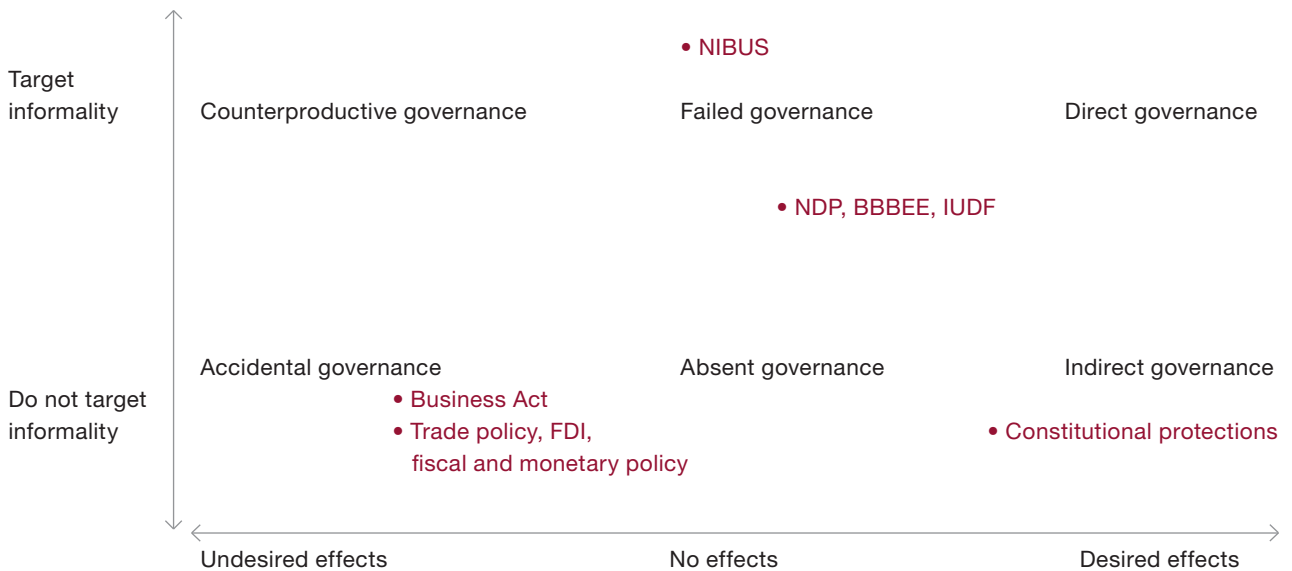 • NIBUS
Target
informality
Counterproductive governance
Failed governance
Direct governance
• NDP, BBBEE, IUDF
Accidental governance
Absent governance
Indirect governance
Do not target
informality
• Business Act
• Trade policy, FDI,
fiscal and monetary policy
• Constitutional protections
Undesired effects
No effects
Desired effects